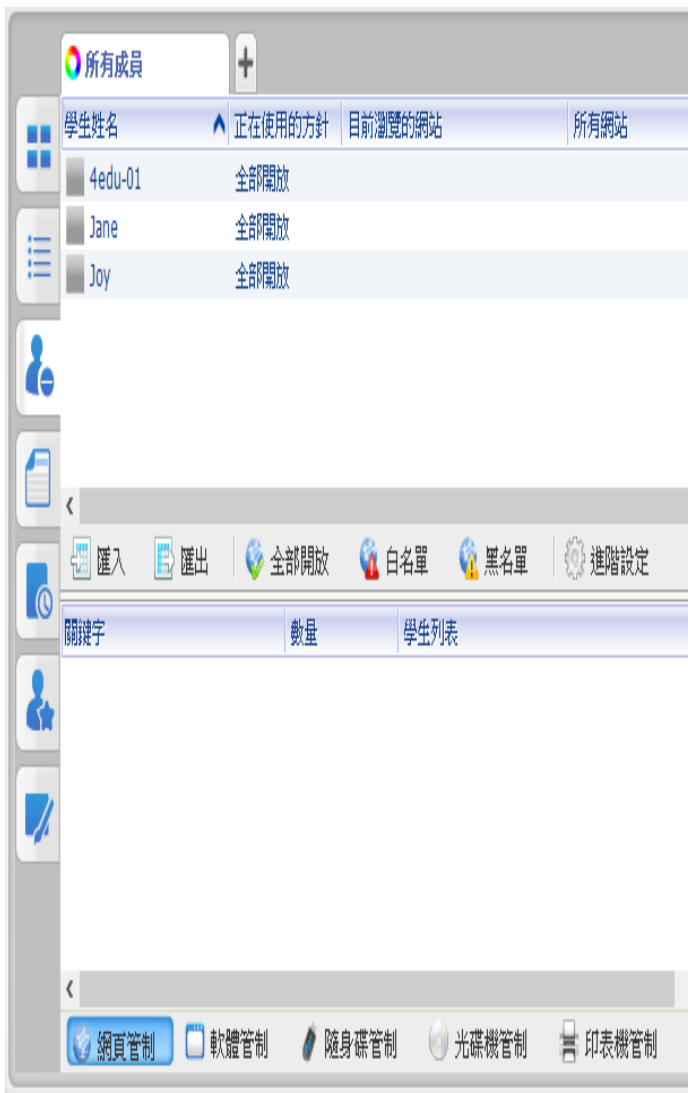 所有成員
學生姓名 正在使用的方針 目前瀏覽的網站 所有網站
4edu-01 全部開放
Jane 全部開放
Joy 全部開放
匯入 匯出 全部開放 白名單 黑名單 進階設定
關鍵字 數量 學生列表
網頁管制 軟體管制 隨身碟管制 光碟機管制 印表機管制